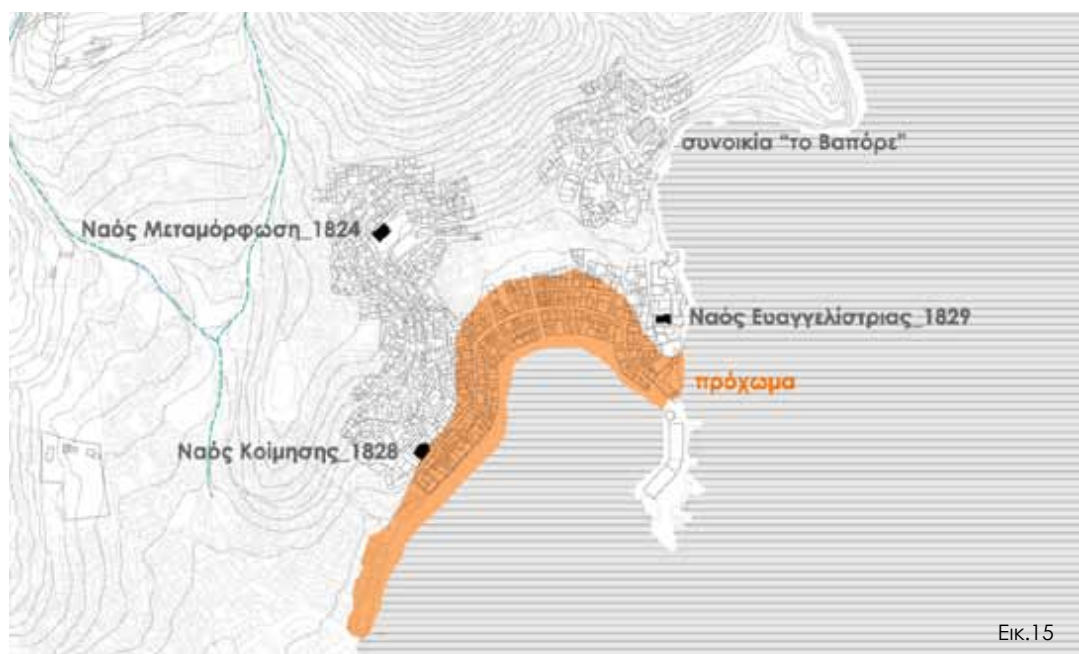 συνοικία "το Βαπόρε"
Ναός Μεταμόρφωση_1824
Ναός Ευαγγελίστριας_1829
πρόχωμα
Ναός Κοίμησης_1828
Εικ.15